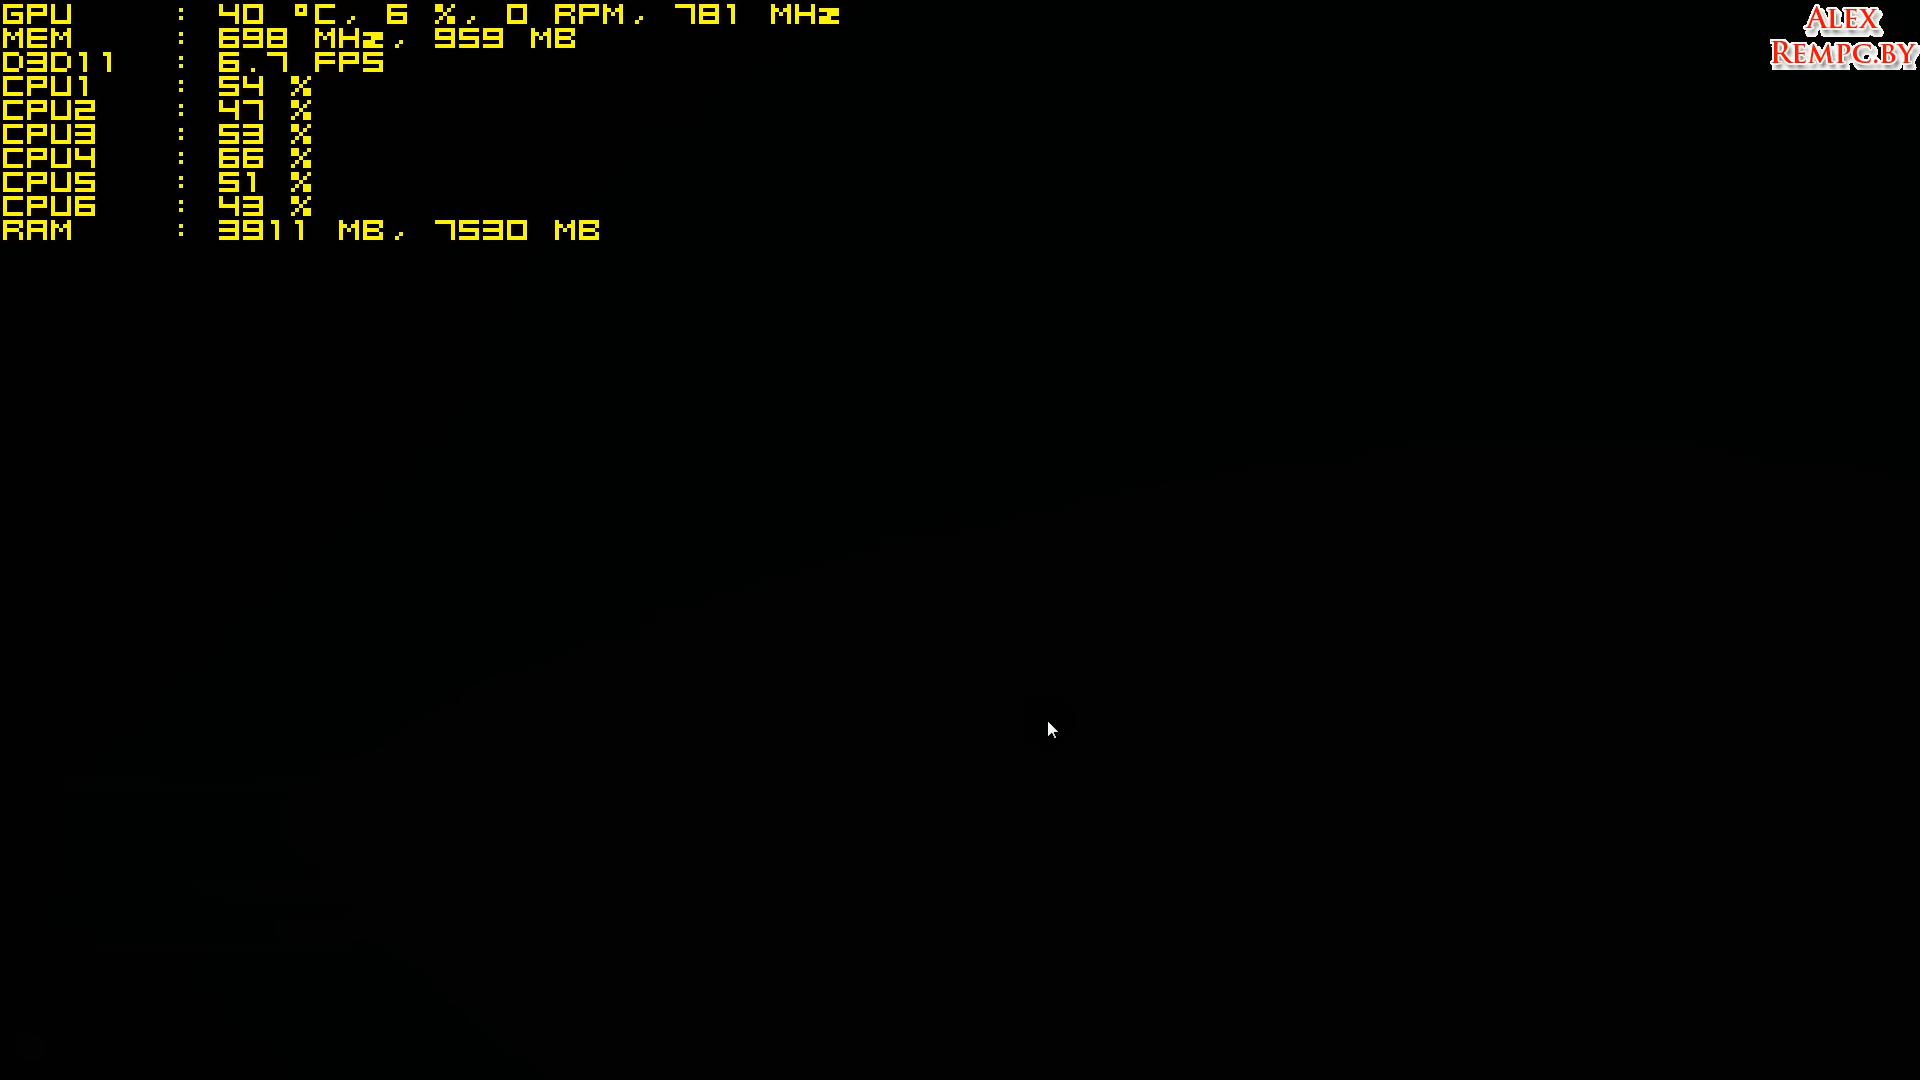 GPU : 40 °C, 6 %, 0 RPM, 781 MHz
MEM : 698 MHz, 959 MB
D3D11 : 6.7 FPS
CPU1 : 54 %
CPU2 : 47 %
CPU3 : 53 %
CPU4 : 66 %
CPU5 : 51 %
CPU6 : 43 %
RAM : 3911 MB, 7530 MB
ALEX
REMPC.BY